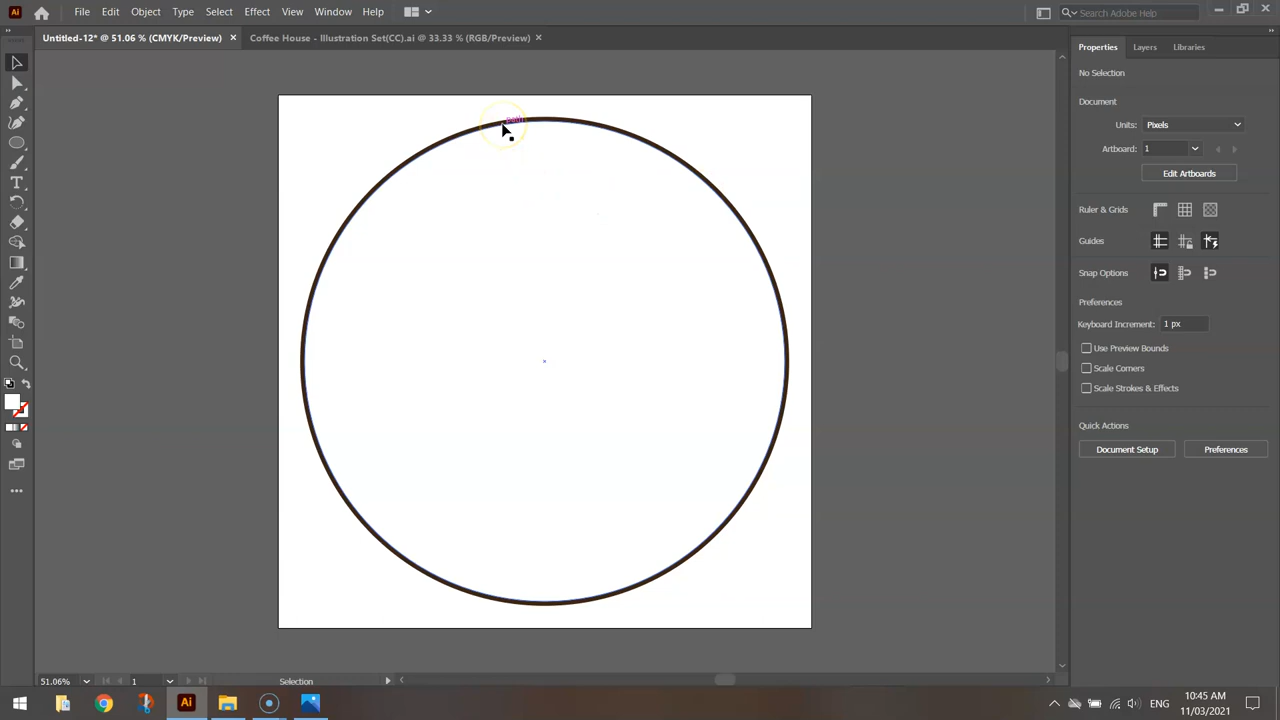 Ai File Edit Object Type Select Effect View Window Help Search Adobe Help
Untitled-12* @ 51.06 % (CMYK/Preview) × Coffee House - Illustration Set(CC).ai @ 33.33 % (RGB/Preview) ×
Properties Layers Libraries
No Selection
Document
Units: Pixels
Artboard: 1
Edit Artboards
Ruler & Grids
Guides
Snap Options
Preferences
Keyboard Increment: 1 px
Use Preview Bounds
Scale Corners
Scale Strokes & Effects
Quick Actions
Document Setup Preferences
path
51.06% 1 Selection
Ai ENG 10:45 AM
11/03/2021